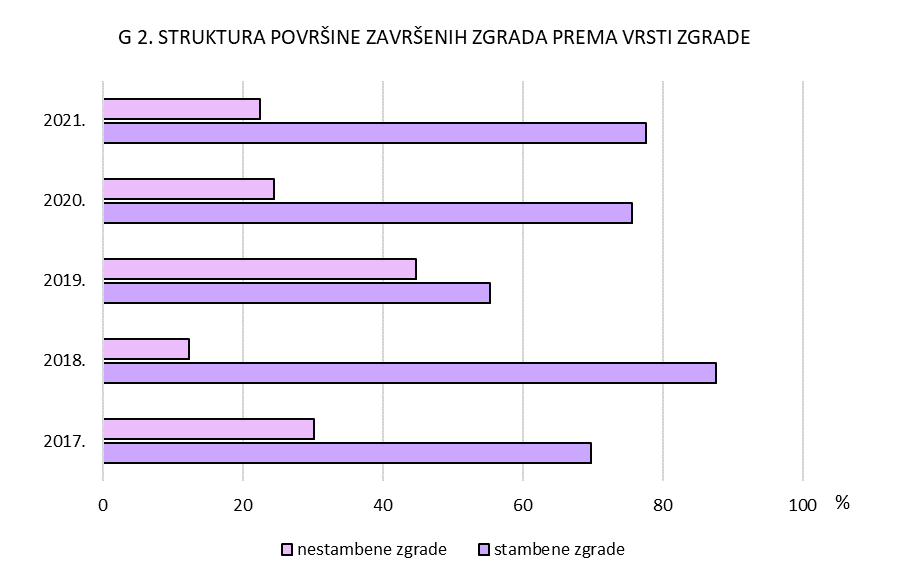 G 2. STRUKTURA POVRŠINE ZAVRŠENIH ZGRADA PREMA VRSTI ZGRADE
2021.
2020.
2019.
2018.
2017.
0 20 40 60 80 100 %
nestambene zgrade stambene zgrade